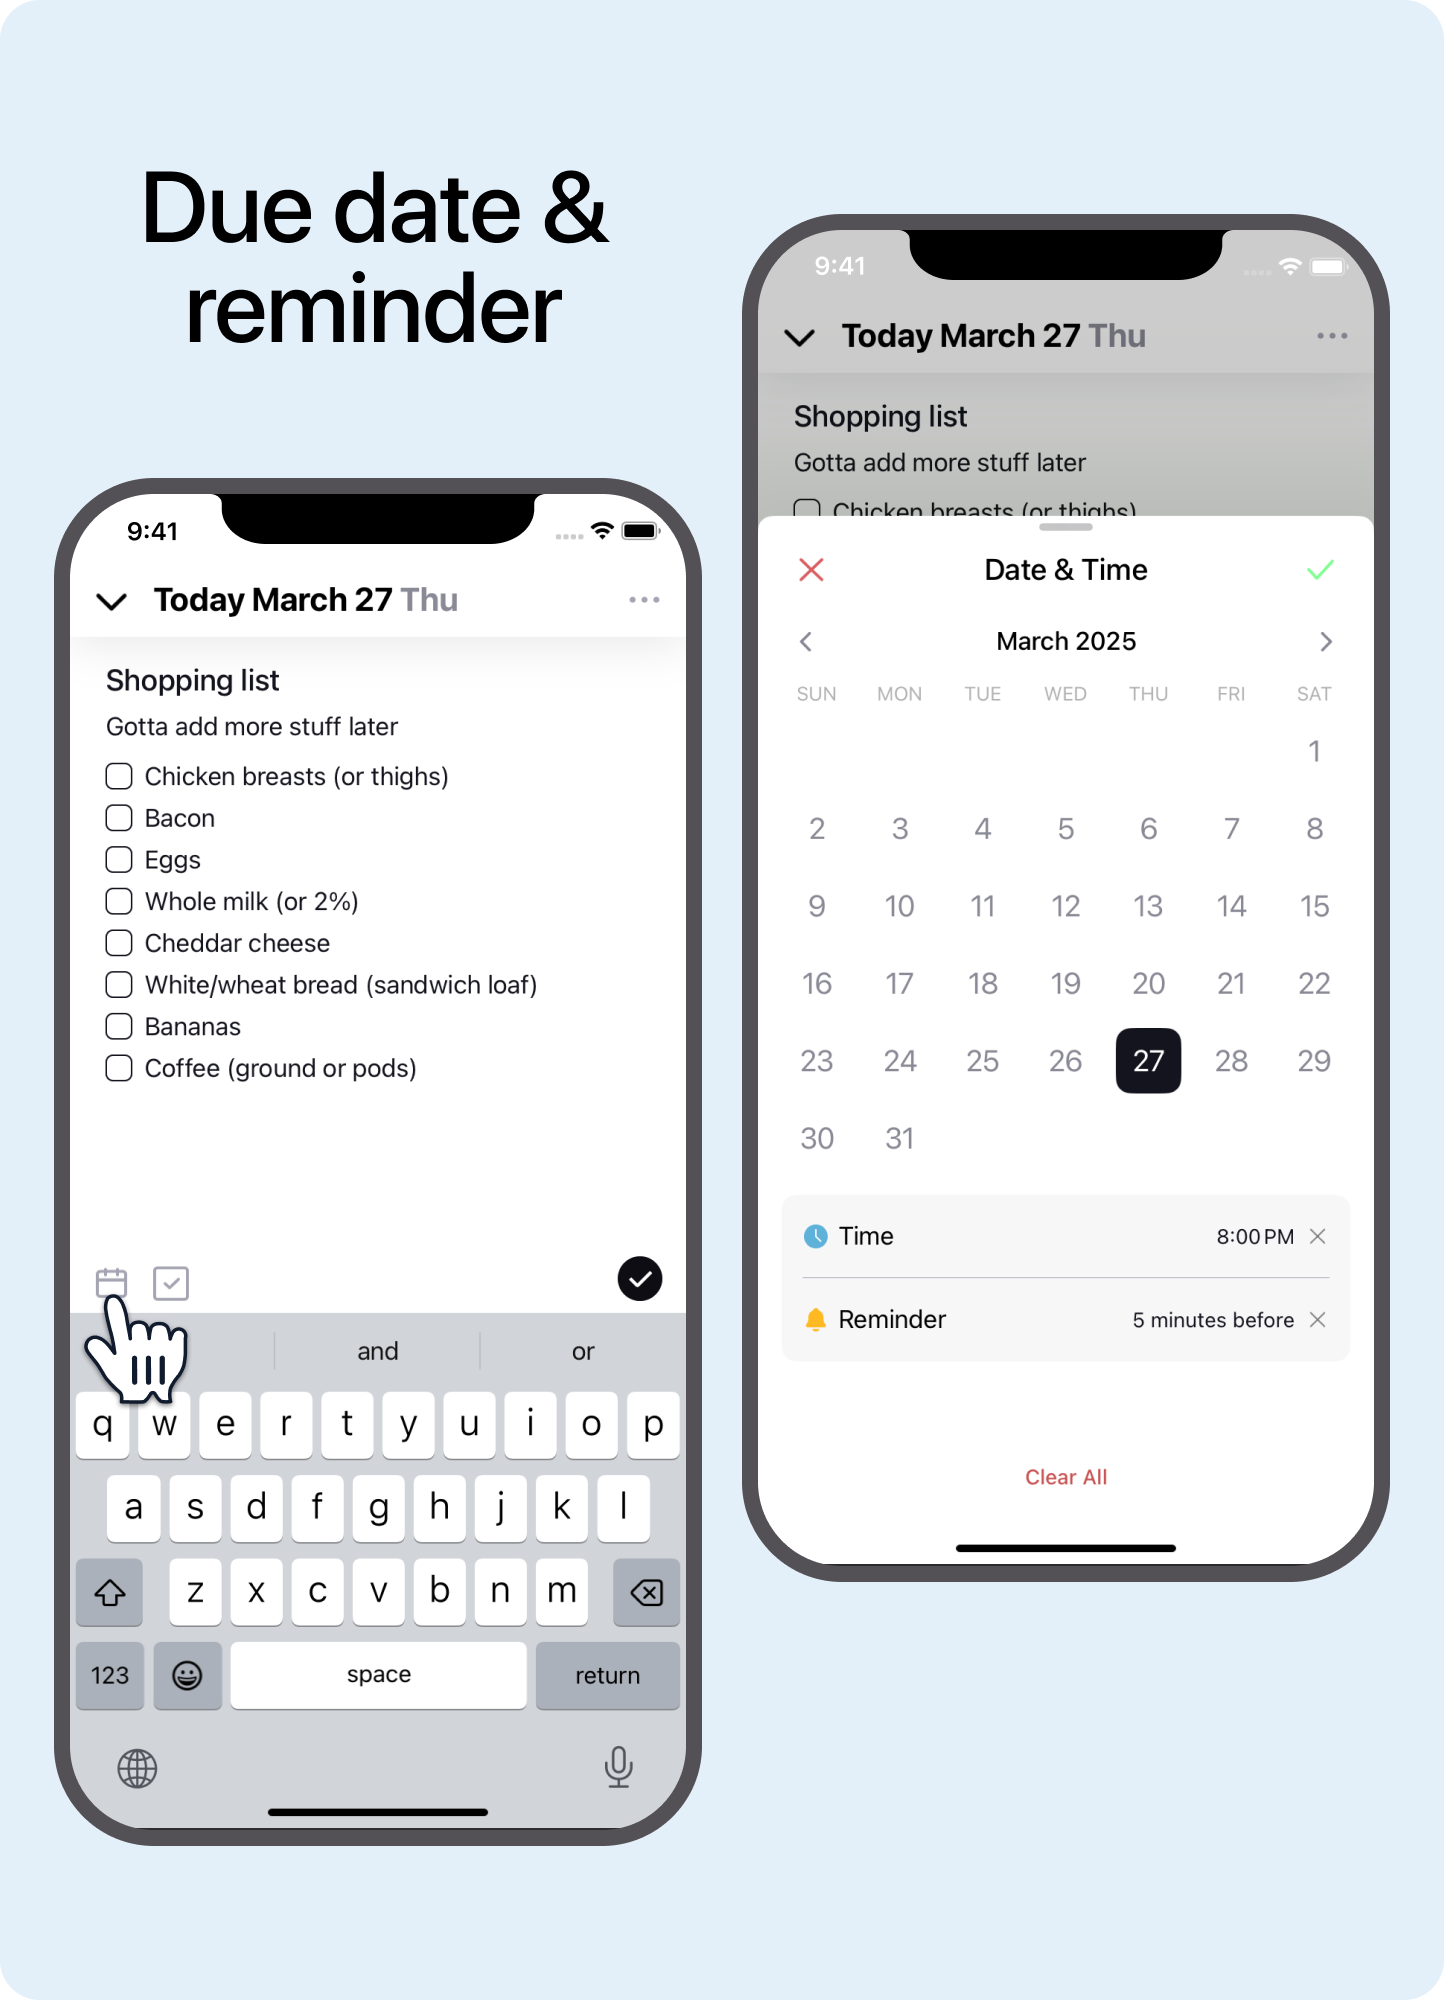 Due date &
reminder
9:41
Today March 27 Thu
Shopping list
Gotta add more stuff later
Chicken breasts (or thighs)
Bacon
Eggs
Whole milk (or 2%)
Cheddar cheese
White/wheat bread (sandwich loaf)
Bananas
Coffee (ground or pods)
and or
q w e r t y u i o p
a s d f g h j k l
z x c v b n m
123 space return
9:41
Today March 27 Thu
Shopping list
Gotta add more stuff later
Chicken breasts (or thighs)
Date & Time
March 2025
SUN MON TUE WED THU FRI SAT
1
2 3 4 5 6 7 8
9 10 11 12 13 14 15
16 17 18 19 20 21 22
23 24 25 26 27 28 29
30 31
Time 8:00 PM
Reminder 5 minutes before
Clear All